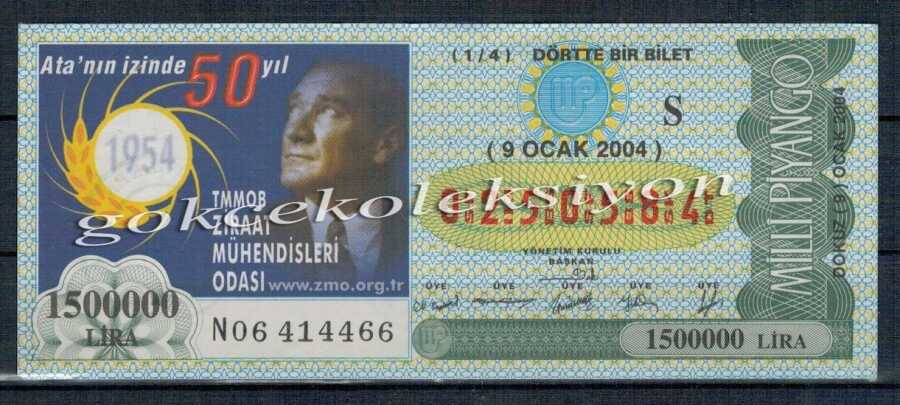 Ata'nın izinde 50 yıl
1954
TMMOB
ZİRAAT
MÜHENDİSLERİ
ODASI www.zmo.org.tr
1500000
LİRA
N06 414466
(1/4) DÖRTTE BİR BİLET
S
(9 OCAK 2004)
gokcekoleksiyon
YÖNETİM KURULU
BAŞKAN
ÜYE ÜYE ÜYE ÜYE ÜYE
1500000 LİRA
MİLLİ PİYANGO
DOKUZ (9) OCAK 2004